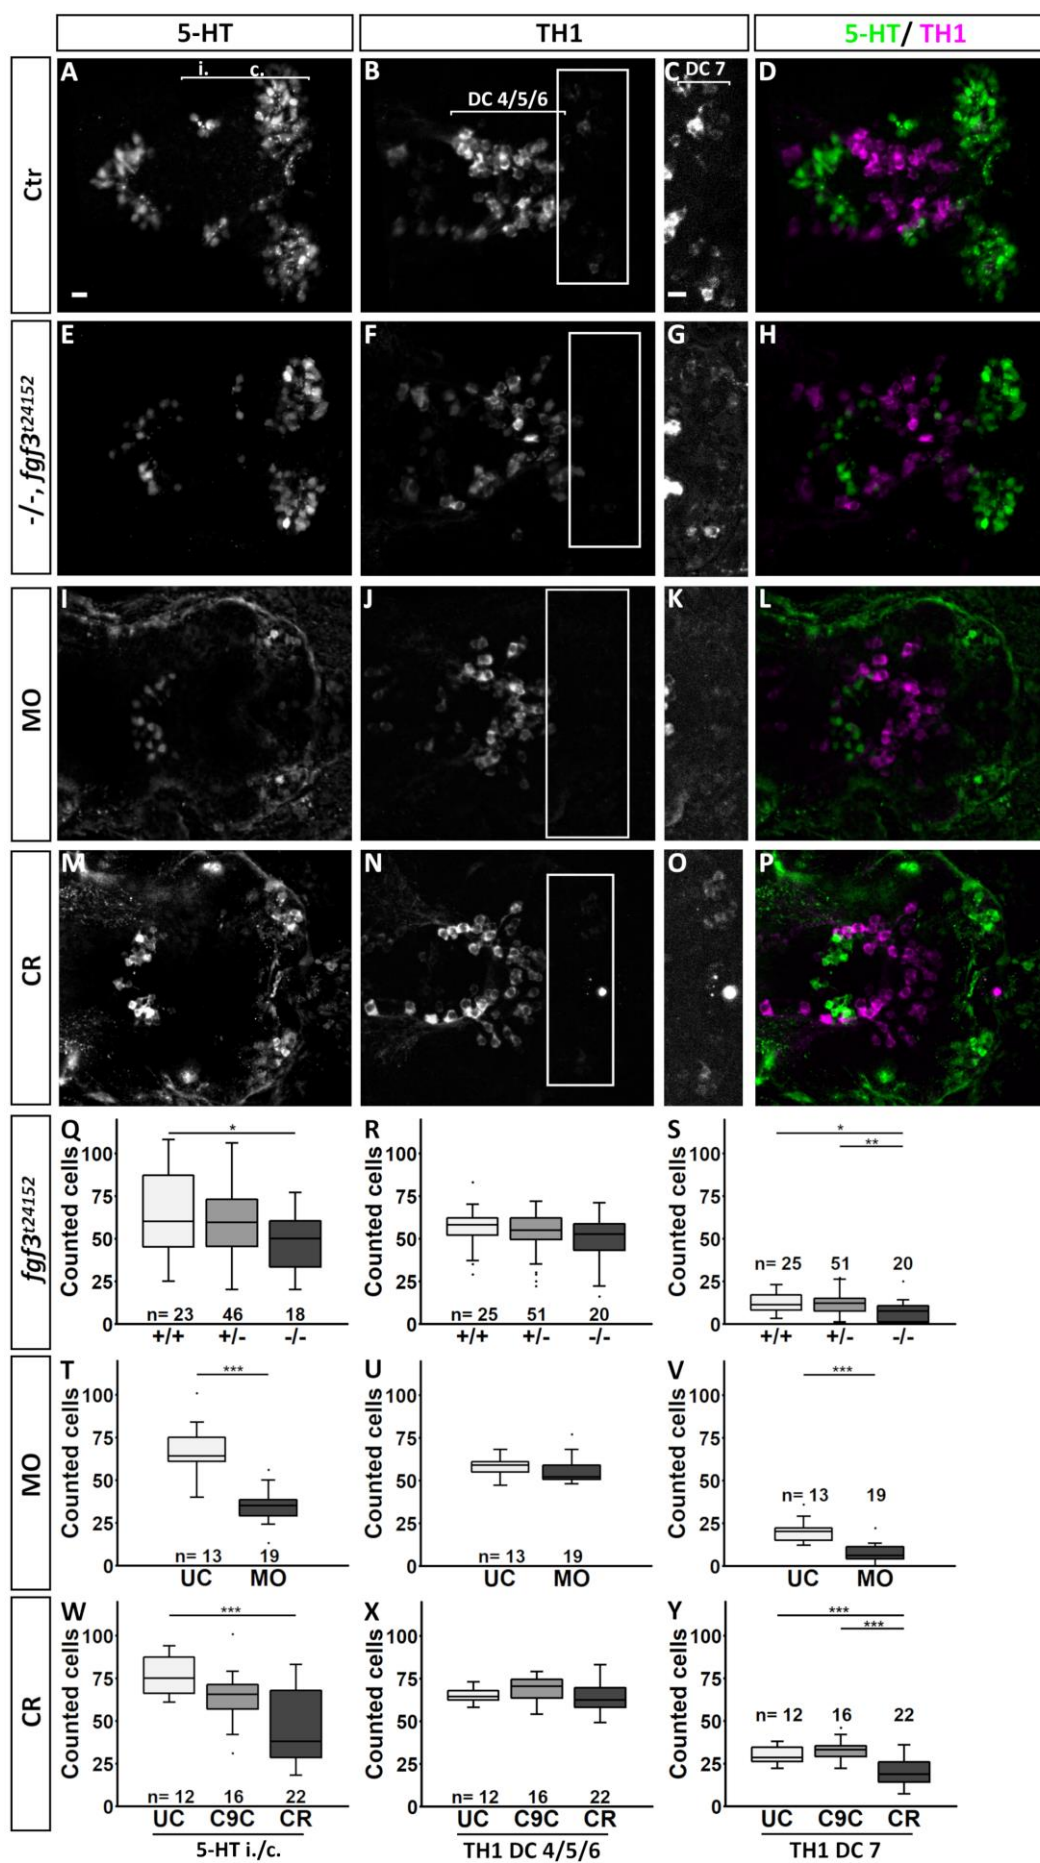 5-HT
TH1
5-HT/ TH1
Ctr
A
i.
c.
B
DC 4/5/6
C
DC 7
D
-/-, fgf3t24152
E
F
G
H
MO
I
J
K
L
CR
M
N
O
P
fgf3t24152
Q
Counted cells
100
75
50
25
0
*
n= 23 46 18
+/+ +/- -/-
R
Counted cells
100
75
50
25
0
n= 25 51 20
+/+ +/- -/-
S
Counted cells
100
75
50
25
0
*
**
n= 25 51 20
+/+ +/- -/-
MO
T
Counted cells
100
75
50
25
0
***
n= 13 19
UC MO
U
Counted cells
100
75
50
25
0
n= 13 19
UC MO
V
Counted cells
100
75
50
25
0
***
n= 13 19
UC MO
CR
W
Counted cells
100
75
50
25
0
***
n= 12 16 22
UC C9C CR
5-HT i./c.
X
Counted cells
100
75
50
25
0
n= 12 16 22
UC C9C CR
TH1 DC 4/5/6
Y
Counted cells
100
75
50
25
0
***
***
n= 12 16 22
UC C9C CR
TH1 DC 7